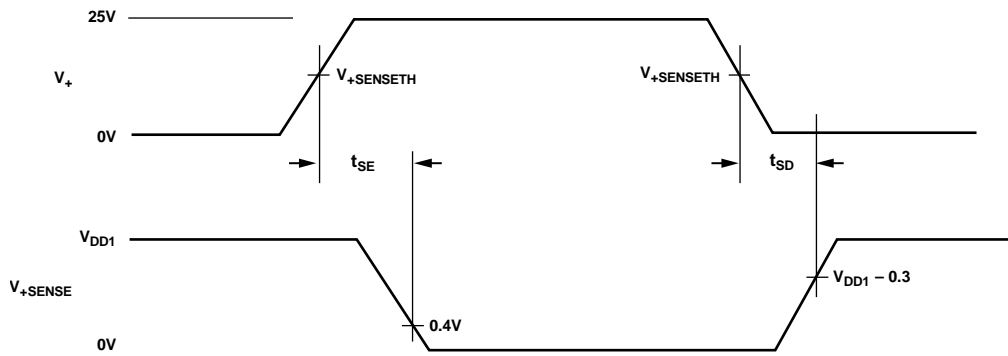 25V
V+
V+SENSETH
V+SENSETH
0V
tSE
tSD
VDD1
V+SENSE
VDD1 – 0.3
0.4V
0V